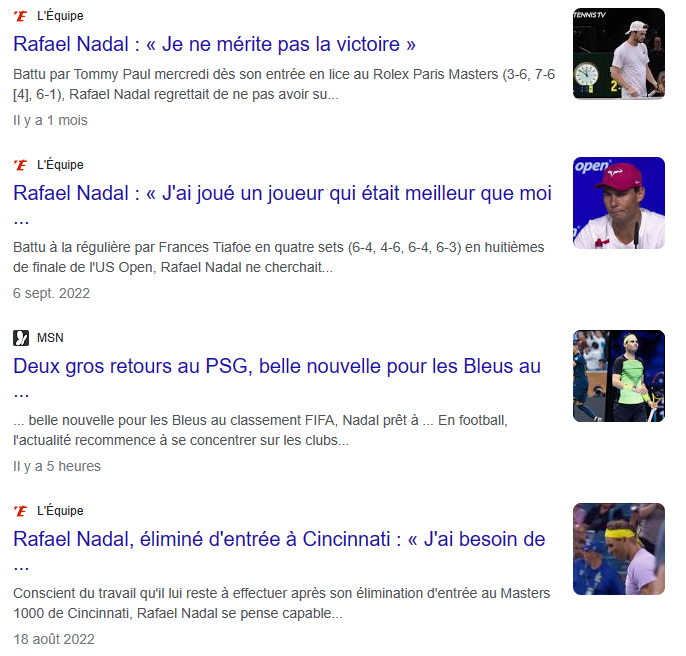 L'Équipe
Rafael Nadal : « Je ne mérite pas la victoire »
Battu par Tommy Paul mercredi dès son entrée en lice au Rolex Paris Masters (3-6, 7-6
[4], 6-1), Rafael Nadal regrettait de ne pas avoir su...
Il y a 1 mois
TENNIS TV
2
L'Équipe
Rafael Nadal : « J'ai joué un joueur qui était meilleur que moi
...
Battu à la régulière par Frances Tiafoe en quatre sets (6-4, 4-6, 6-4, 6-3) en huitièmes
de finale de l'US Open, Rafael Nadal ne cherchait...
6 sept. 2022
open
MSN
Deux gros retours au PSG, belle nouvelle pour les Bleus au
...
... belle nouvelle pour les Bleus au classement FIFA, Nadal prêt à ... En football,
l'actualité recommence à se concentrer sur les clubs...
Il y a 5 heures
L'Équipe
Rafael Nadal, éliminé d'entrée à Cincinnati : « J'ai besoin de
...
Conscient du travail qu'il lui reste à effectuer après son élimination d'entrée au Masters
1000 de Cincinnati, Rafael Nadal se pense capable...
18 août 2022